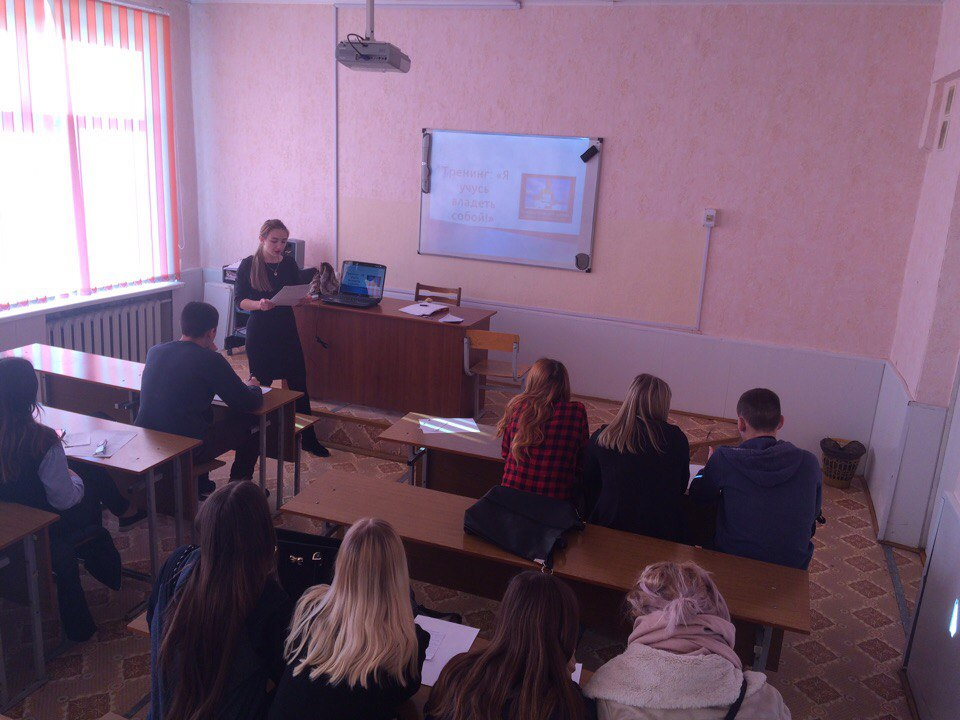 Тренинг: «Я
учусь
владеть
собой!»